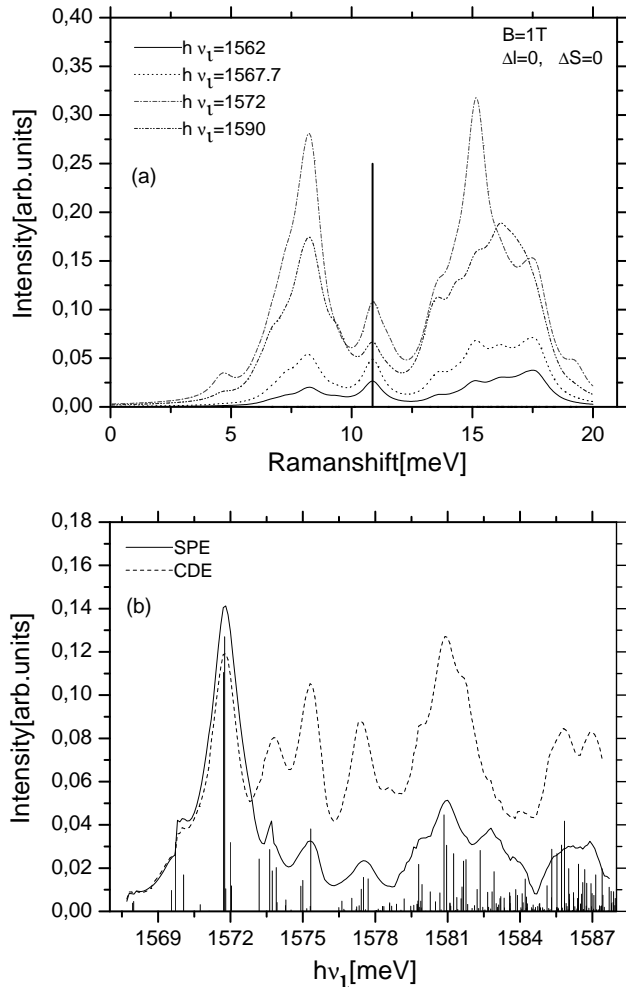 B=1T
ΔI=0, ΔS=0
h ν_l=1562
h ν_l=1567.7
h ν_l=1572
h ν_l=1590
(a)
0,40
0,35
0,30
0,25
0,20
0,15
0,10
0,05
0,00
Intensity[arb.units]
0 5 10 15 20
Ramanshift[meV]
SPE
CDE
(b)
0,18
0,16
0,14
0,12
0,10
0,08
0,06
0,04
0,02
0,00
Intensity[arb.units]
1569 1572 1575 1578 1581 1584 1587
hν_l[meV]